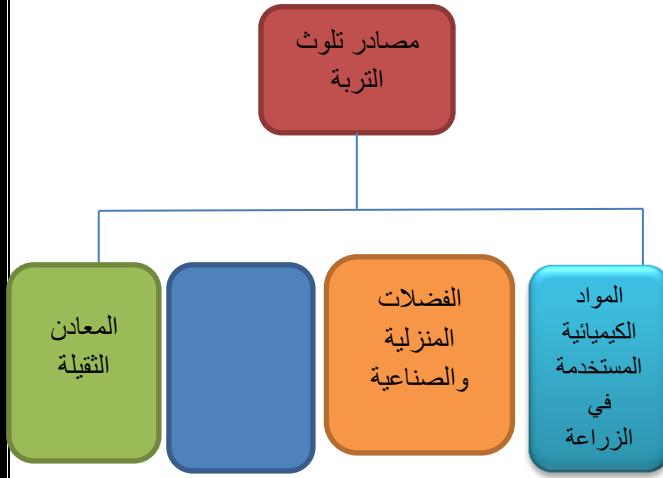 مصادر تلوث
التربة
المواد
الكيميائية
المستخدمة
في
الزراعة
الفضلات
المنزلية
والصناعية
المعادن
الثقيلة